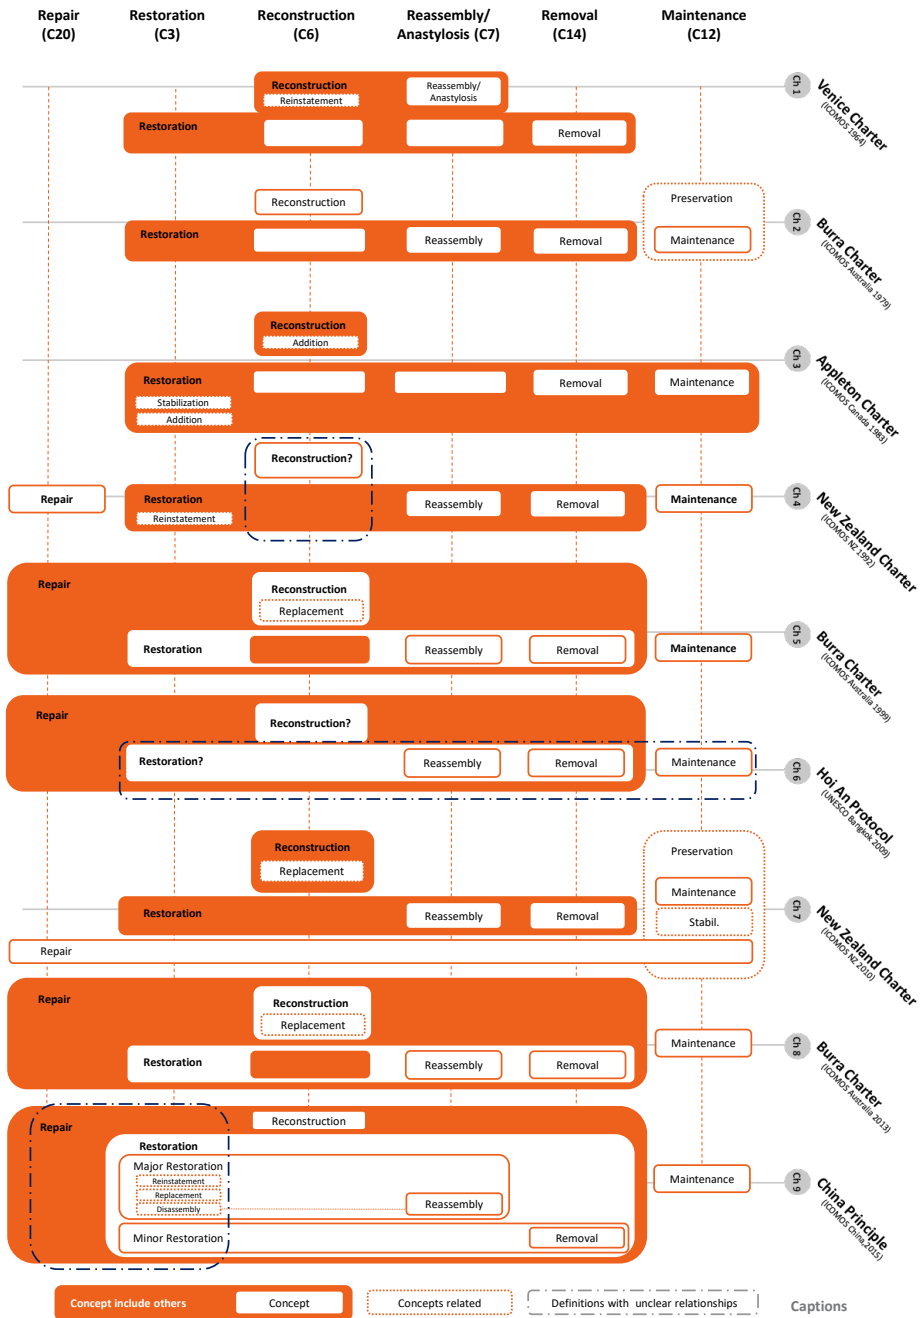 Repair
(C20)
Restoration
(C3)
Reconstruction
(C6)
Reassembly/
Anastylosis (C7)
Removal
(C14)
Maintenance
(C12)
Reconstruction
Reinstatement
Reassembly/
Anastylosis
Ch 1
Venice Charter
(ICOMOS 1964)
Restoration
Removal
Reconstruction
Preservation
Ch 2
Burra Charter
(ICOMOS Australia 1979)
Restoration
Reassembly
Removal
Maintenance
Reconstruction
Addition
Ch 3
Appleton Charter
(ICOMOS Canada 1983)
Restoration
Stabilization
Addition
Removal
Maintenance
Reconstruction?
Repair
Restoration
Reinstatement
Reassembly
Removal
Maintenance
Ch 4
New Zealand Charter
(ICOMOS NZ 1992)
Repair
Reconstruction
Replacement
Restoration
Reassembly
Removal
Maintenance
Ch 5
Burra Charter
(ICOMOS Australia 1999)
Repair
Reconstruction?
Restoration?
Reassembly
Removal
Maintenance
Ch 6
Hoi An Protocol
(UNESCO Bangkok 2009)
Reconstruction
Replacement
Preservation
Maintenance
Stabil.
Restoration
Reassembly
Removal
Ch 7
New Zealand Charter
(ICOMOS NZ 2010)
Repair
Repair
Reconstruction
Replacement
Restoration
Reassembly
Removal
Maintenance
Ch 8
Burra Charter
(ICOMOS Australia 2013)
Repair
Reconstruction
Restoration
Major Restoration
Reinstatement
Replacement
Disassembly
Reassembly
Minor Restoration
Removal
Maintenance
Ch 9
China Principle
(ICOMOS China,2015)
Concept include others
Concept
Concepts related
Definitions with unclear relationships
Captions